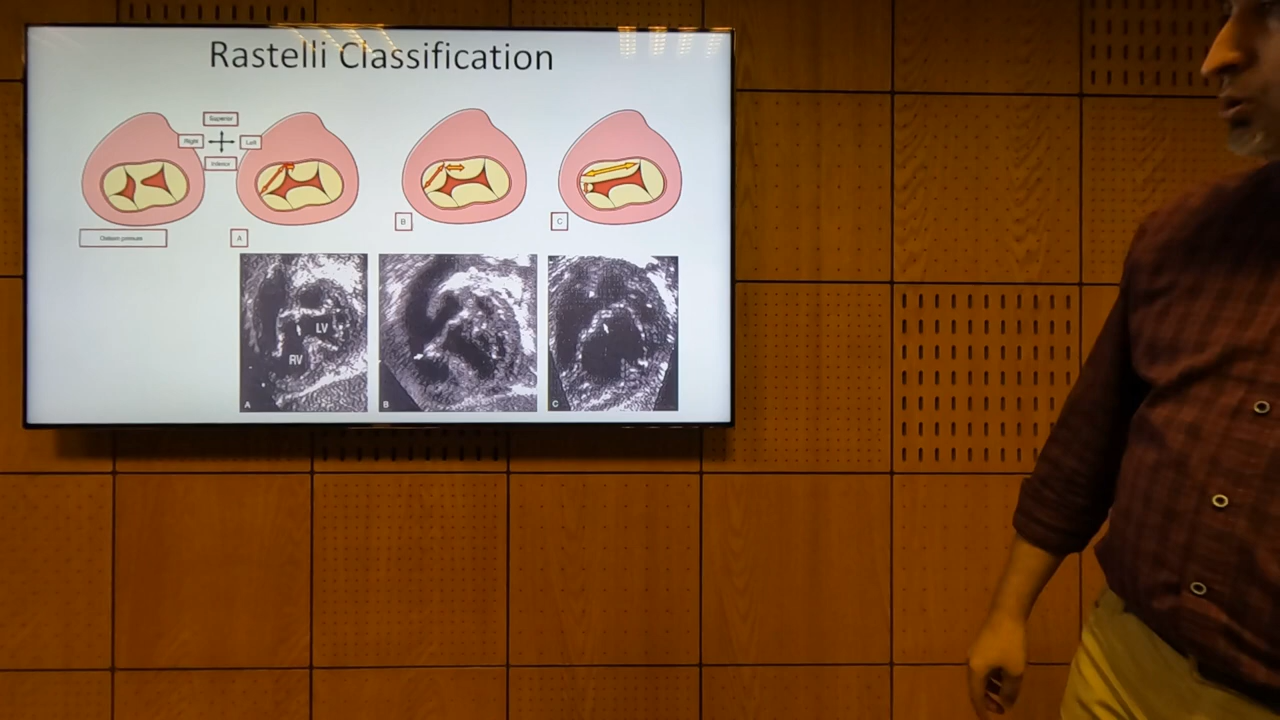 Rastelli Classification
Superior
Right
Left
Inferior
Ostium primum
A
B
C
LV
RV
A
B
C